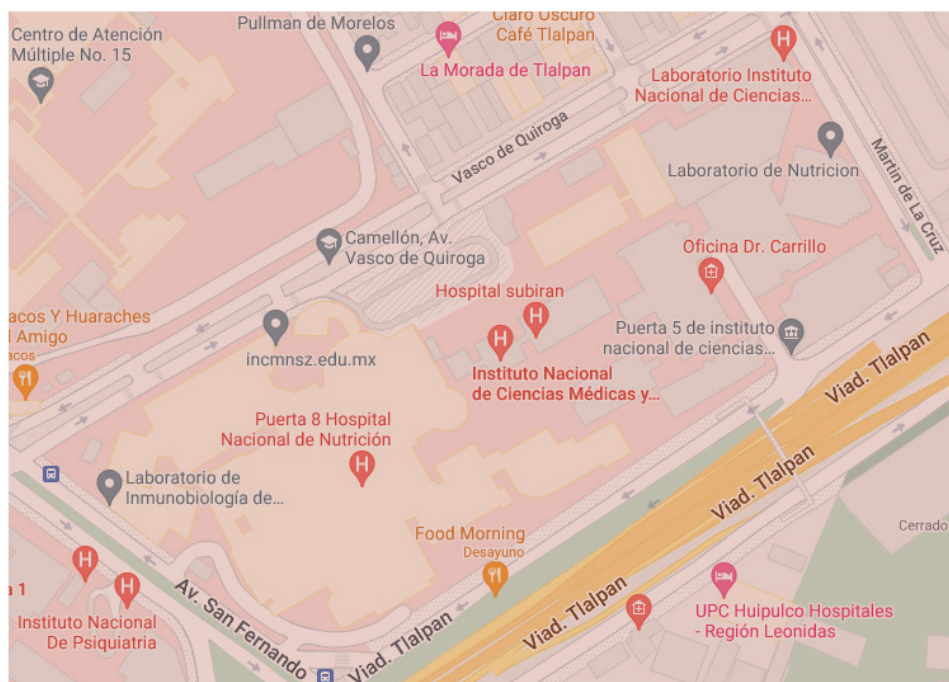 Centro de Atención
Múltiple No. 15
Pullman de Morelos
Claro Oscuro
Café Tlalpan
La Morada de Tlalpan
Laboratorio Instituto
Nacional de Ciencias...
Vasco de Quiroga
Laboratorio de Nutricion
Martín de La Cruz
Camellón, Av.
Vasco de Quiroga
Oficina Dr. Carrillo
Hospital subiran
acos Y Huaraches
l Amigo
acos
incmnsz.edu.mx
Puerta 5 de instituto
nacional de ciencias...
Instituto Nacional
de Ciencias Médicas y...
Viad. Tlalpan
Puerta 8 Hospital
Nacional de Nutrición
Laboratorio de
Inmunobiología de...
Viad. Tlalpan
Food Morning
Desayuno
Cerrado
a 1
Instituto Nacional
De Psiquiatria
Av. San Fernando
Viad. Tlalpan
Viad. Tlalpan
UPC Huipulco Hospitales
- Región Leonidas